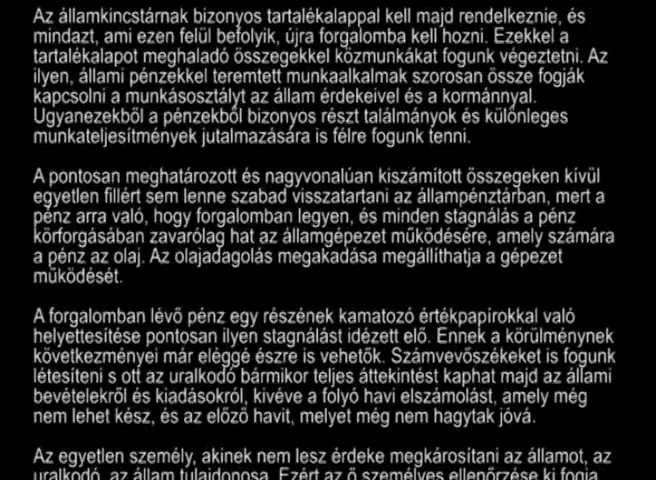 Az államkincstárnak bizonyos tartalékalappal kell majd rendelkeznie, és
mindazt, ami ezen felül befolyik, újra forgalomba kell hozni. Ezekkel a
tartalékalapot meghaladó összegekkel közmunkákat fogunk végeztetni. Az
ilyen, állami pénzekkel teremtett munkaalkalmak szorosan össze fogják
kapcsolni a munkásosztályt az állam érdekeivel és a kormánnyal.
Ugyanezekből a pénzekből bizonyos részt találmányok és különleges
munkateljesítmények jutalmazására is félre fogunk tenni.
A pontosan meghatározott és nagyvonalúan kiszámított összegeken kívül
egyetlen fillért sem lenne szabad visszatartani az állampénztárban, mert a
pénz arra való, hogy forgalomban legyen, és minden stagnálás a pénz
körforgásában zavarólag hat az államgépezet működésére, amely számára
a pénz az olaj. Az olajadagolás megakadása megállíthatja a gépezet
működését.
A forgalomban lévő pénz egy részének kamatozó értékpapírokkal való
helyettesítése pontosan ilyen stagnálást idézett elő. Ennek a körülménynek
következményei már eléggé észre is vehetők. Számvevőszékeket is fogunk
létesíteni s ott az uralkodó bármikor teljes áttekintést kaphat majd az állami
bevételekről és kiadásokról, kivéve a folyó havi elszámolást, amely még
nem lehet kész, és az előző havit, melyet még nem hagytak jóvá.
Az egyetlen személy, akinek nem lesz érdeke megkárosítani az államot, az
uralkodó, az állam tulajdonosa. Ezért az ő személyes ellenőrzése ki fogja